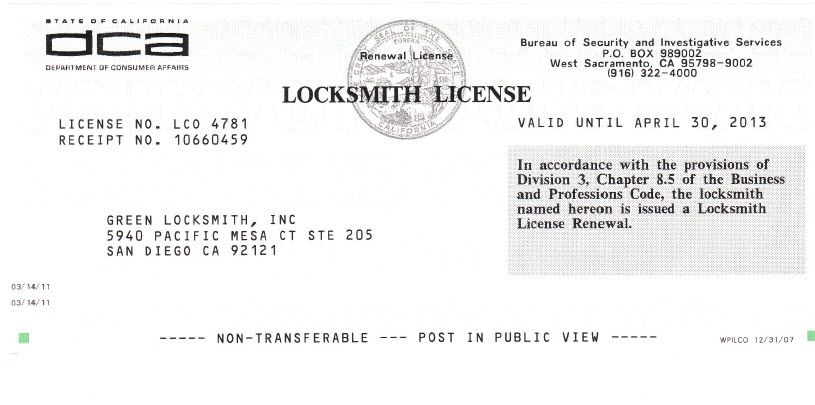 STATE OF CALIFORNIA
dca
DEPARTMENT OF CONSUMER AFFAIRS
Renewal License
EUREKA
CALIFORNIA
Bureau of Security and Investigative Services
P.O. BOX 989002
West Sacramento, CA 95798-9002
(916) 322-4000
LOCKSMITH LICENSE
LICENSE NO. LCO 4781
RECEIPT NO. 10660459
VALID UNTIL APRIL 30, 2013
In accordance with the provisions of
Division 3, Chapter 8.5 of the Business
and Professions Code, the locksmith
named hereon is issued a Locksmith
License Renewal.
GREEN LOCKSMITH, INC
5940 PACIFIC MESA CT STE 205
SAN DIEGO CA 92121
03/14/11
03/14/11
----- NON-TRANSFERABLE --- POST IN PUBLIC VIEW -----
WPILCO 12/31/07